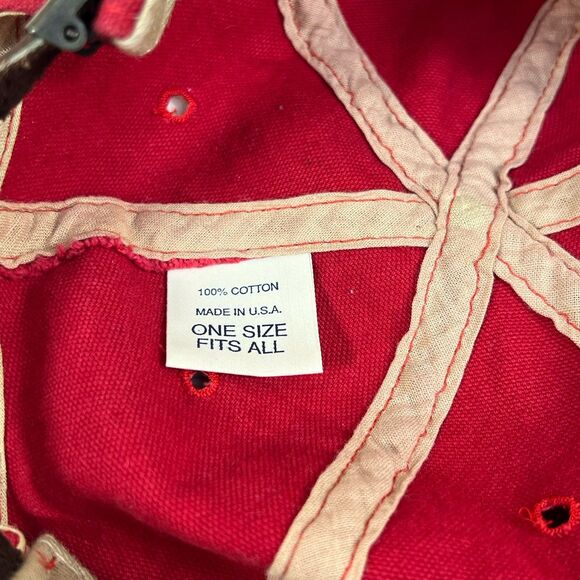 100% COTTON
MADE IN U.S.A.
ONE SIZE
FITS ALL